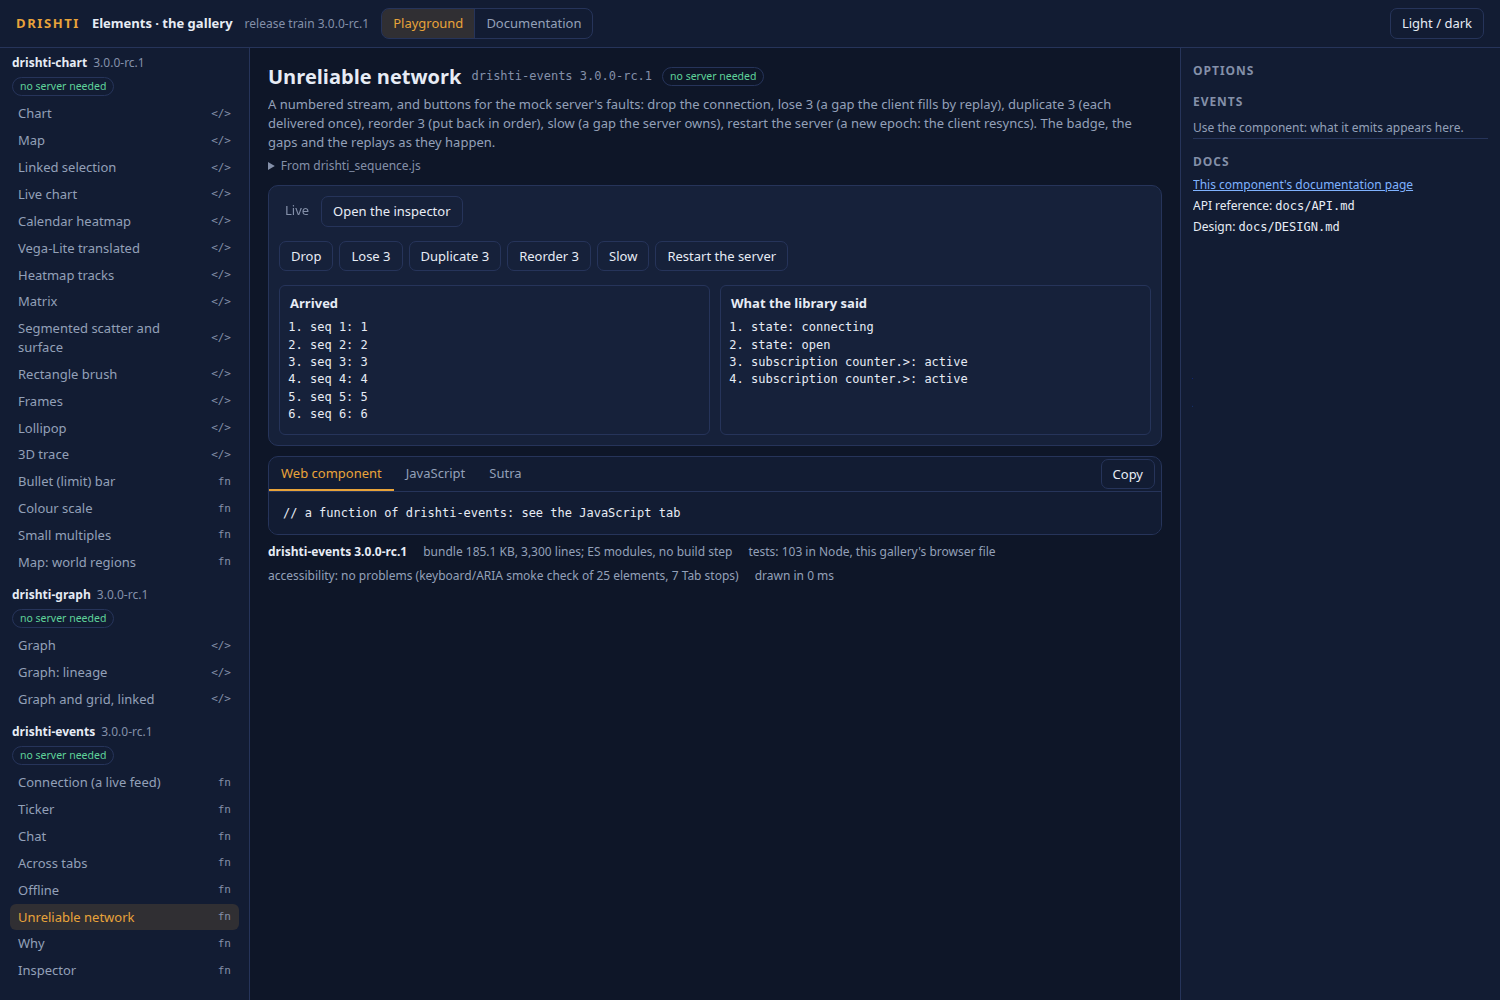 DRISHTI Elements · the gallery release train 3.0.0-rc.1 Playground Documentation Light / dark
drishti-chart 3.0.0-rc.1
no server needed
Chart </>
Map </>
Linked selection </>
Live chart </>
Calendar heatmap </>
Vega-Lite translated </>
Heatmap tracks </>
Matrix </>
Segmented scatter and
surface </>
Rectangle brush </>
Frames </>
Lollipop </>
3D trace </>
Bullet (limit) bar fn
Colour scale fn
Small multiples fn
Map: world regions fn
drishti-graph 3.0.0-rc.1
no server needed
Graph </>
Graph: lineage </>
Graph and grid, linked </>
drishti-events 3.0.0-rc.1
no server needed
Connection (a live feed) fn
Ticker fn
Chat fn
Across tabs fn
Offline fn
Unreliable network fn
Why fn
Inspector fn
Unreliable network drishti-events 3.0.0-rc.1 no server needed
A numbered stream, and buttons for the mock server's faults: drop the connection, lose 3 (a gap the client fills by replay), duplicate 3 (each
delivered once), reorder 3 (put back in order), slow (a gap the server owns), restart the server (a new epoch: the client resyncs). The badge, the
gaps and the replays as they happen.
▶ From drishti_sequence.js
Live Open the inspector
Drop Lose 3 Duplicate 3 Reorder 3 Slow Restart the server
Arrived
1. seq 1: 1
2. seq 2: 2
3. seq 3: 3
4. seq 4: 4
5. seq 5: 5
6. seq 6: 6
What the library said
1. state: connecting
2. state: open
3. subscription counter.>: active
4. subscription counter.>: active
Web component JavaScript Sutra Copy
// a function of drishti-events: see the JavaScript tab
drishti-events 3.0.0-rc.1 bundle 185.1 KB, 3,300 lines; ES modules, no build step tests: 103 in Node, this gallery's browser file
accessibility: no problems (keyboard/ARIA smoke check of 25 elements, 7 Tab stops) drawn in 0 ms
OPTIONS
EVENTS
Use the component: what it emits appears here.
DOCS
This component's documentation page
API reference: docs/API.md
Design: docs/DESIGN.md